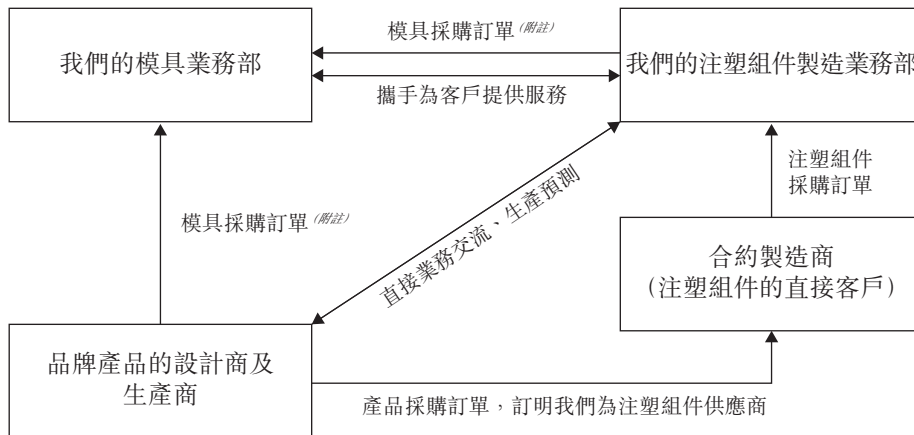 模具採購訂單(附註)
我們的模具業務部
我們的注塑組件製造業務部
攜手為客戶提供服務
注塑組件
採購訂單
模具採購訂單(附註)
直接業務交流、生產預測
合約製造商
(注塑組件的直接客戶)
品牌產品的設計商及
生產商
產品採購訂單，訂明我們為注塑組件供應商